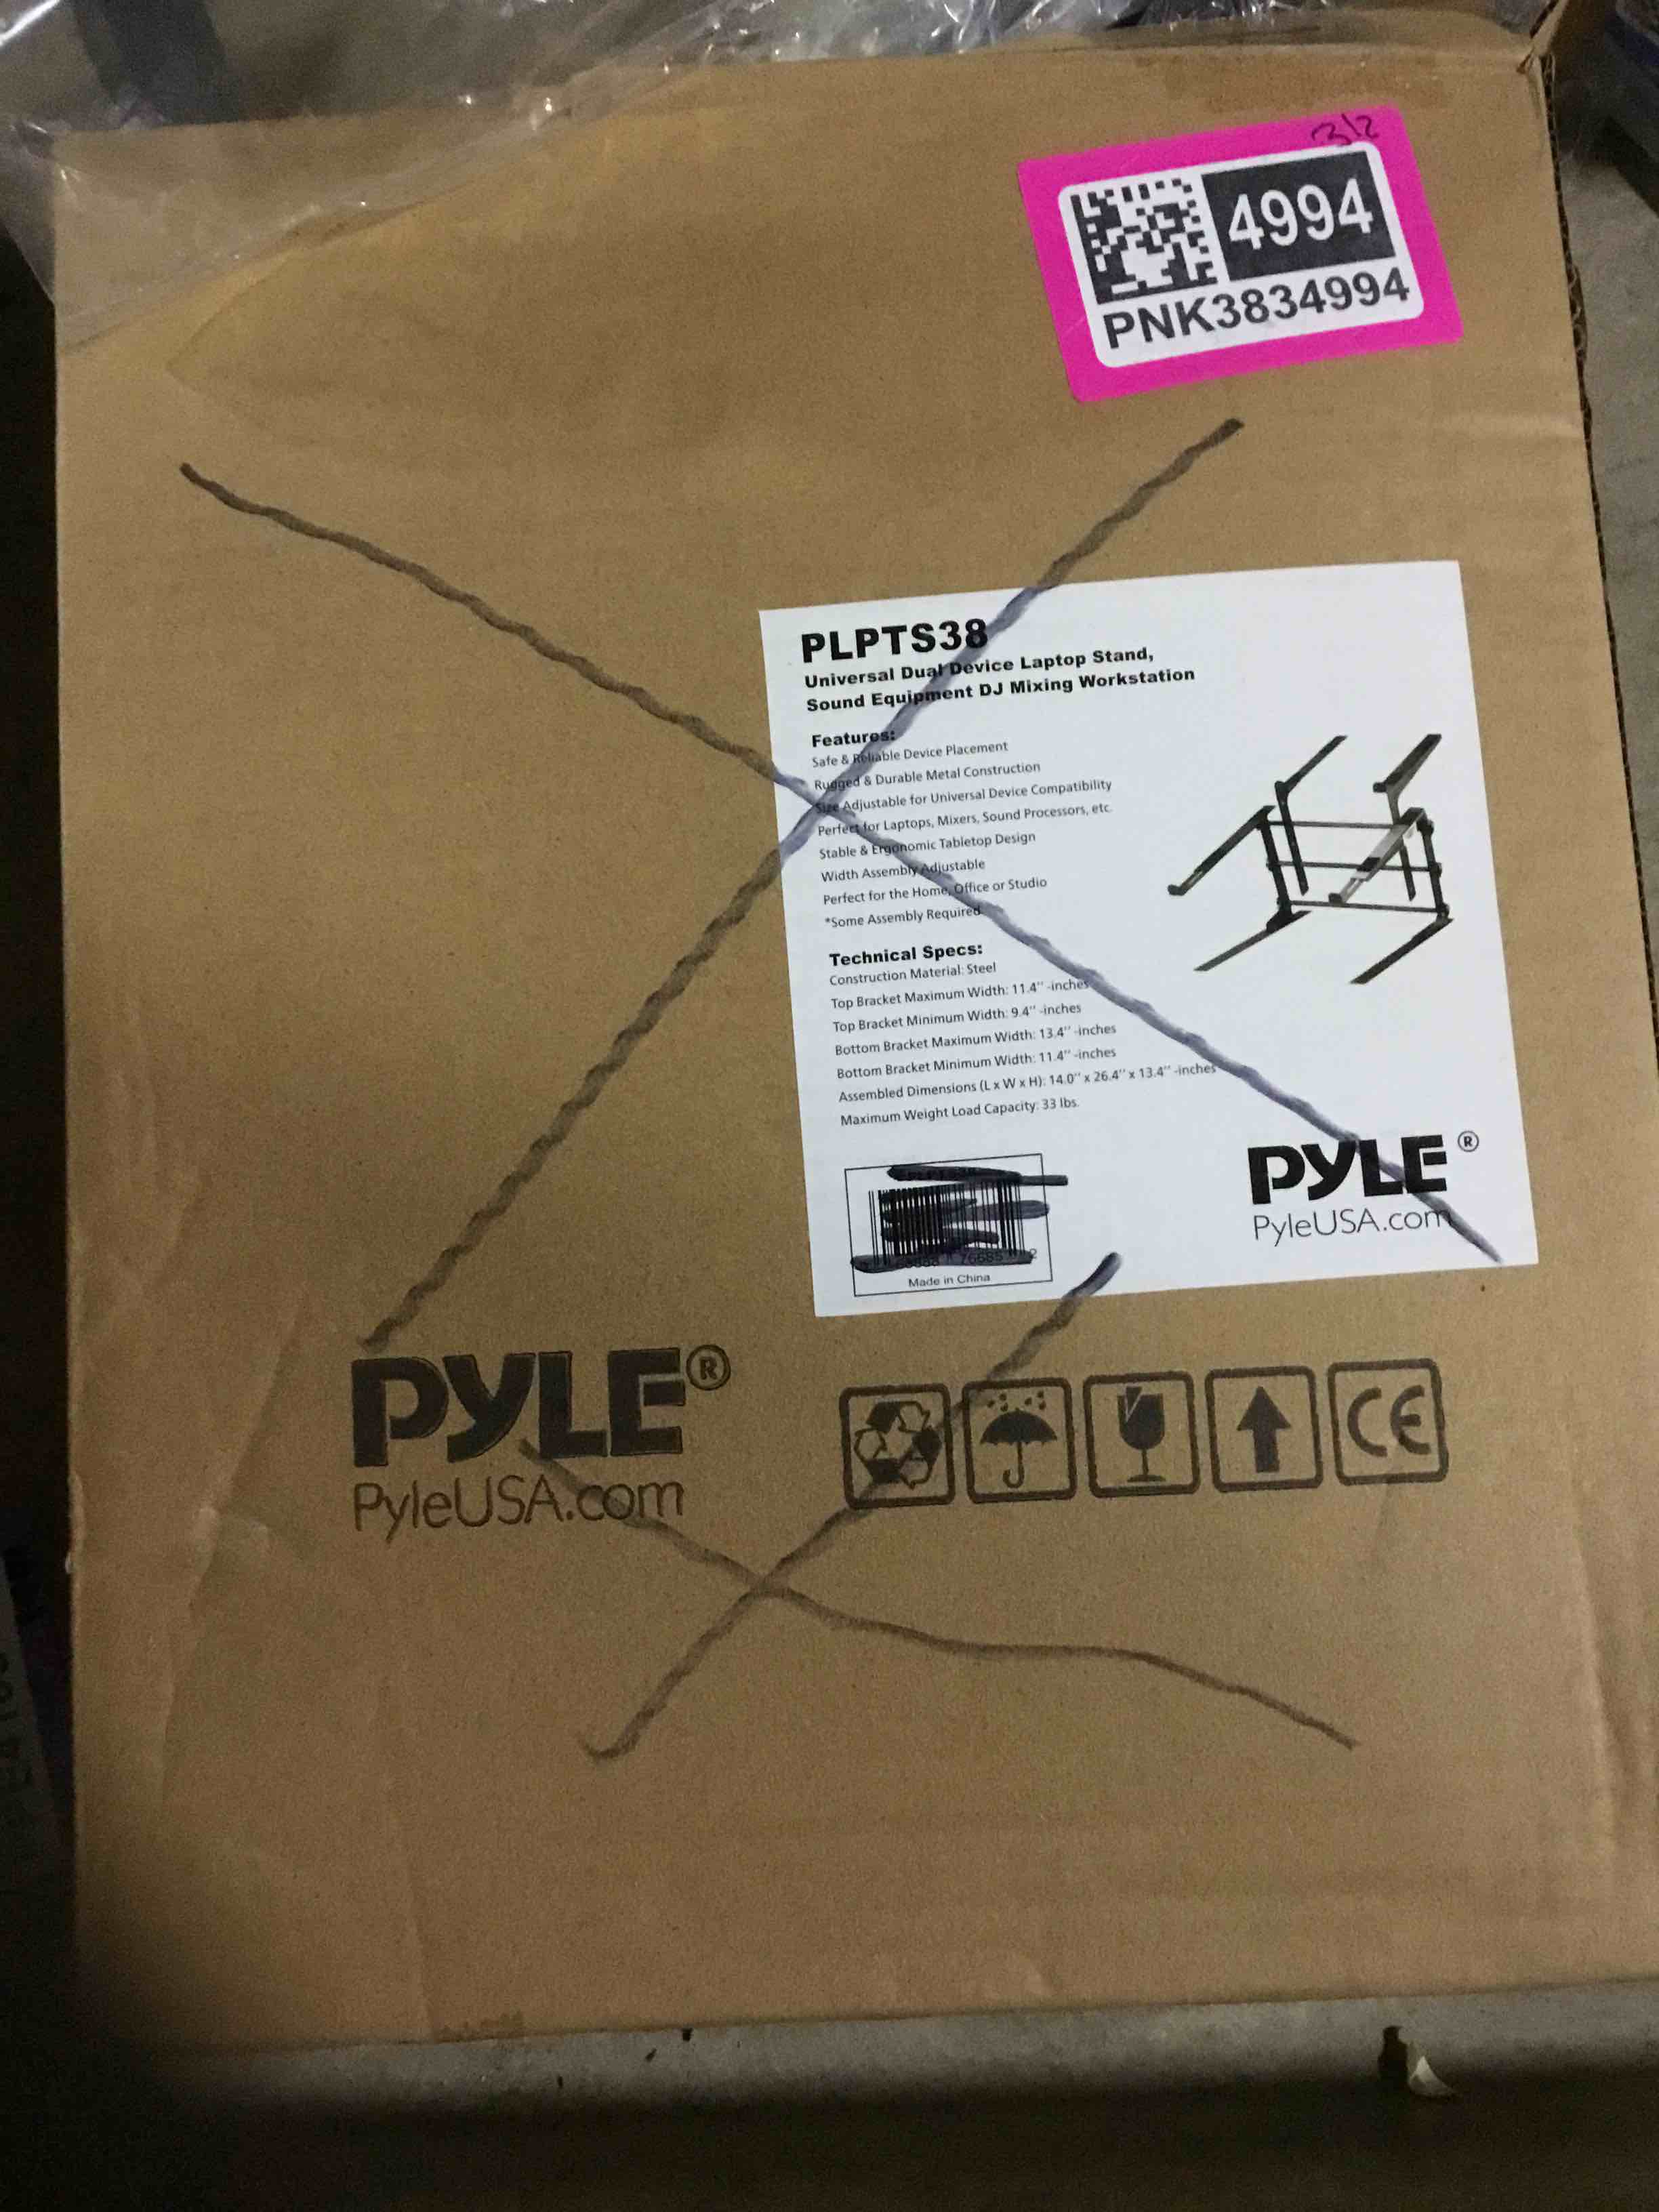 312
4994
PNK3834994
PLPTS38
Universal Dual Device Laptop Stand,
Sound Equipment DJ Mixing Workstation
Features:
Safe & Reliable Device Placement
Rugged & Durable Metal Construction
Size Adjustable for Universal Device Compatibility
Perfect for Laptops, Mixers, Sound Processors, etc.
Stable & Ergonomic Tabletop Design
Width Assembly Adjustable
Perfect for the Home, Office or Studio
*Some Assembly Required
Technical Specs:
Construction Material: Steel
Top Bracket Maximum Width: 11.4'' -inches
Top Bracket Minimum Width: 9.4'' -inches
Bottom Bracket Maximum Width: 13.4'' -inches
Bottom Bracket Minimum Width: 11.4'' -inches
Assembled Dimensions (L x W x H): 14.0'' x 26.4'' x 13.4'' -inches
Maximum Weight Load Capacity: 33 lbs.
Made in China
PYLE®
PyleUSA.com
PYLE®
PyleUSA.com
CE